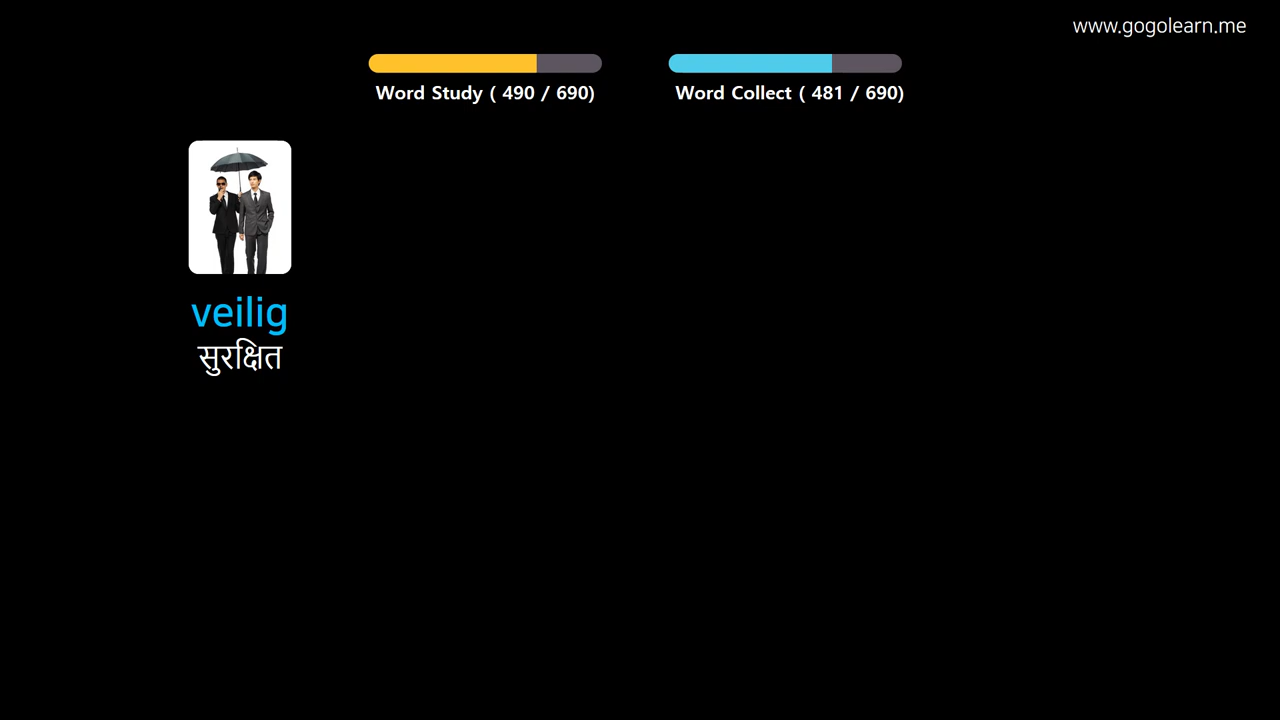 www.gogolearn.me
Word Study ( 490 / 690)
Word Collect ( 481 / 690)
veilig
सुरक्षित